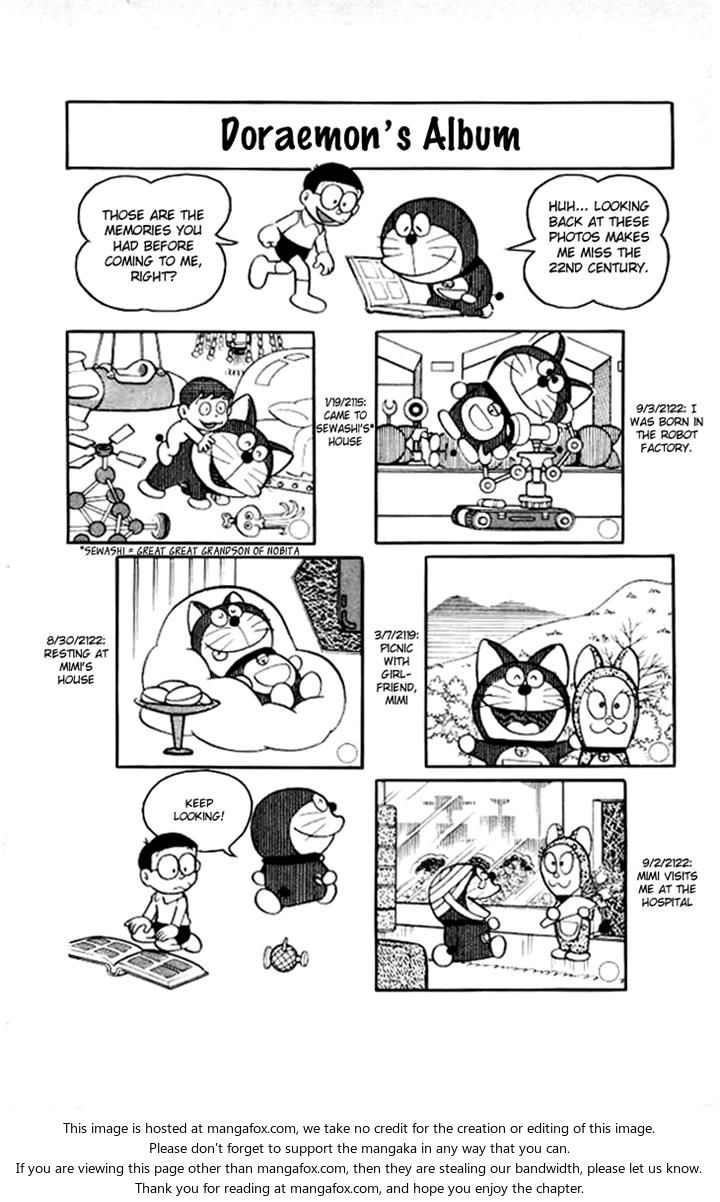 Doraemon's Album
HUH... LOOKING
BACK AT THESE
PHOTOS MAKES
ME MISS THE
22ND CENTURY.
THOSE ARE THE
MEMORIES YOU
HAD BEFORE
COMING TO ME,
RIGHT?
9/3/2122: I
WAS BORN IN
THE ROBOT
FACTORY.
1/19/2115:
CAME TO
SEWASHI'S*
HOUSE
*SEWASHI = GREAT GREAT GRANDSON OF NOBITA
3/7/2119:
PICNIC
WITH
GIRL-
FRIEND,
MIMI
8/30/2122:
RESTING AT
MIMI'S
HOUSE
9/2/2122:
MIMI VISITS
ME AT THE
HOSPITAL
KEEP
LOOKING!
This image is hosted at mangafox.com, we take no credit for the creation or editing of this image.
Please don't forget to support the mangaka in any way that you can.
If you are viewing this page other than mangafox.com, then they are stealing our bandwidth, please let us know.
Thank you for reading at mangafox.com, and hope you enjoy the chapter.